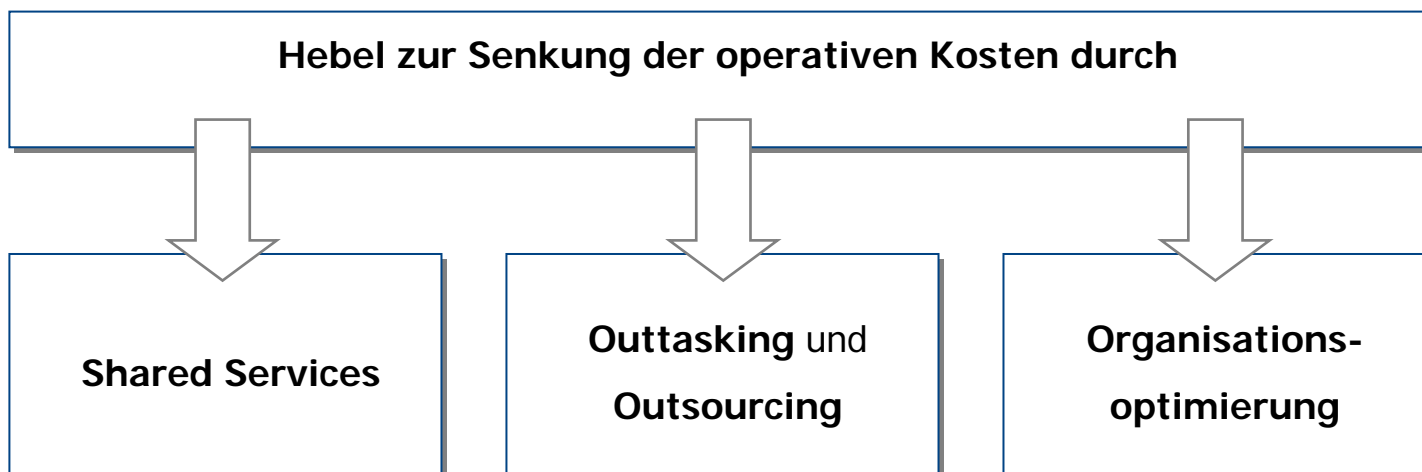 Hebel zur Senkung der operativen Kosten durch
Shared Services
Outtasking und
Outsourcing
Organisations-
optimierung